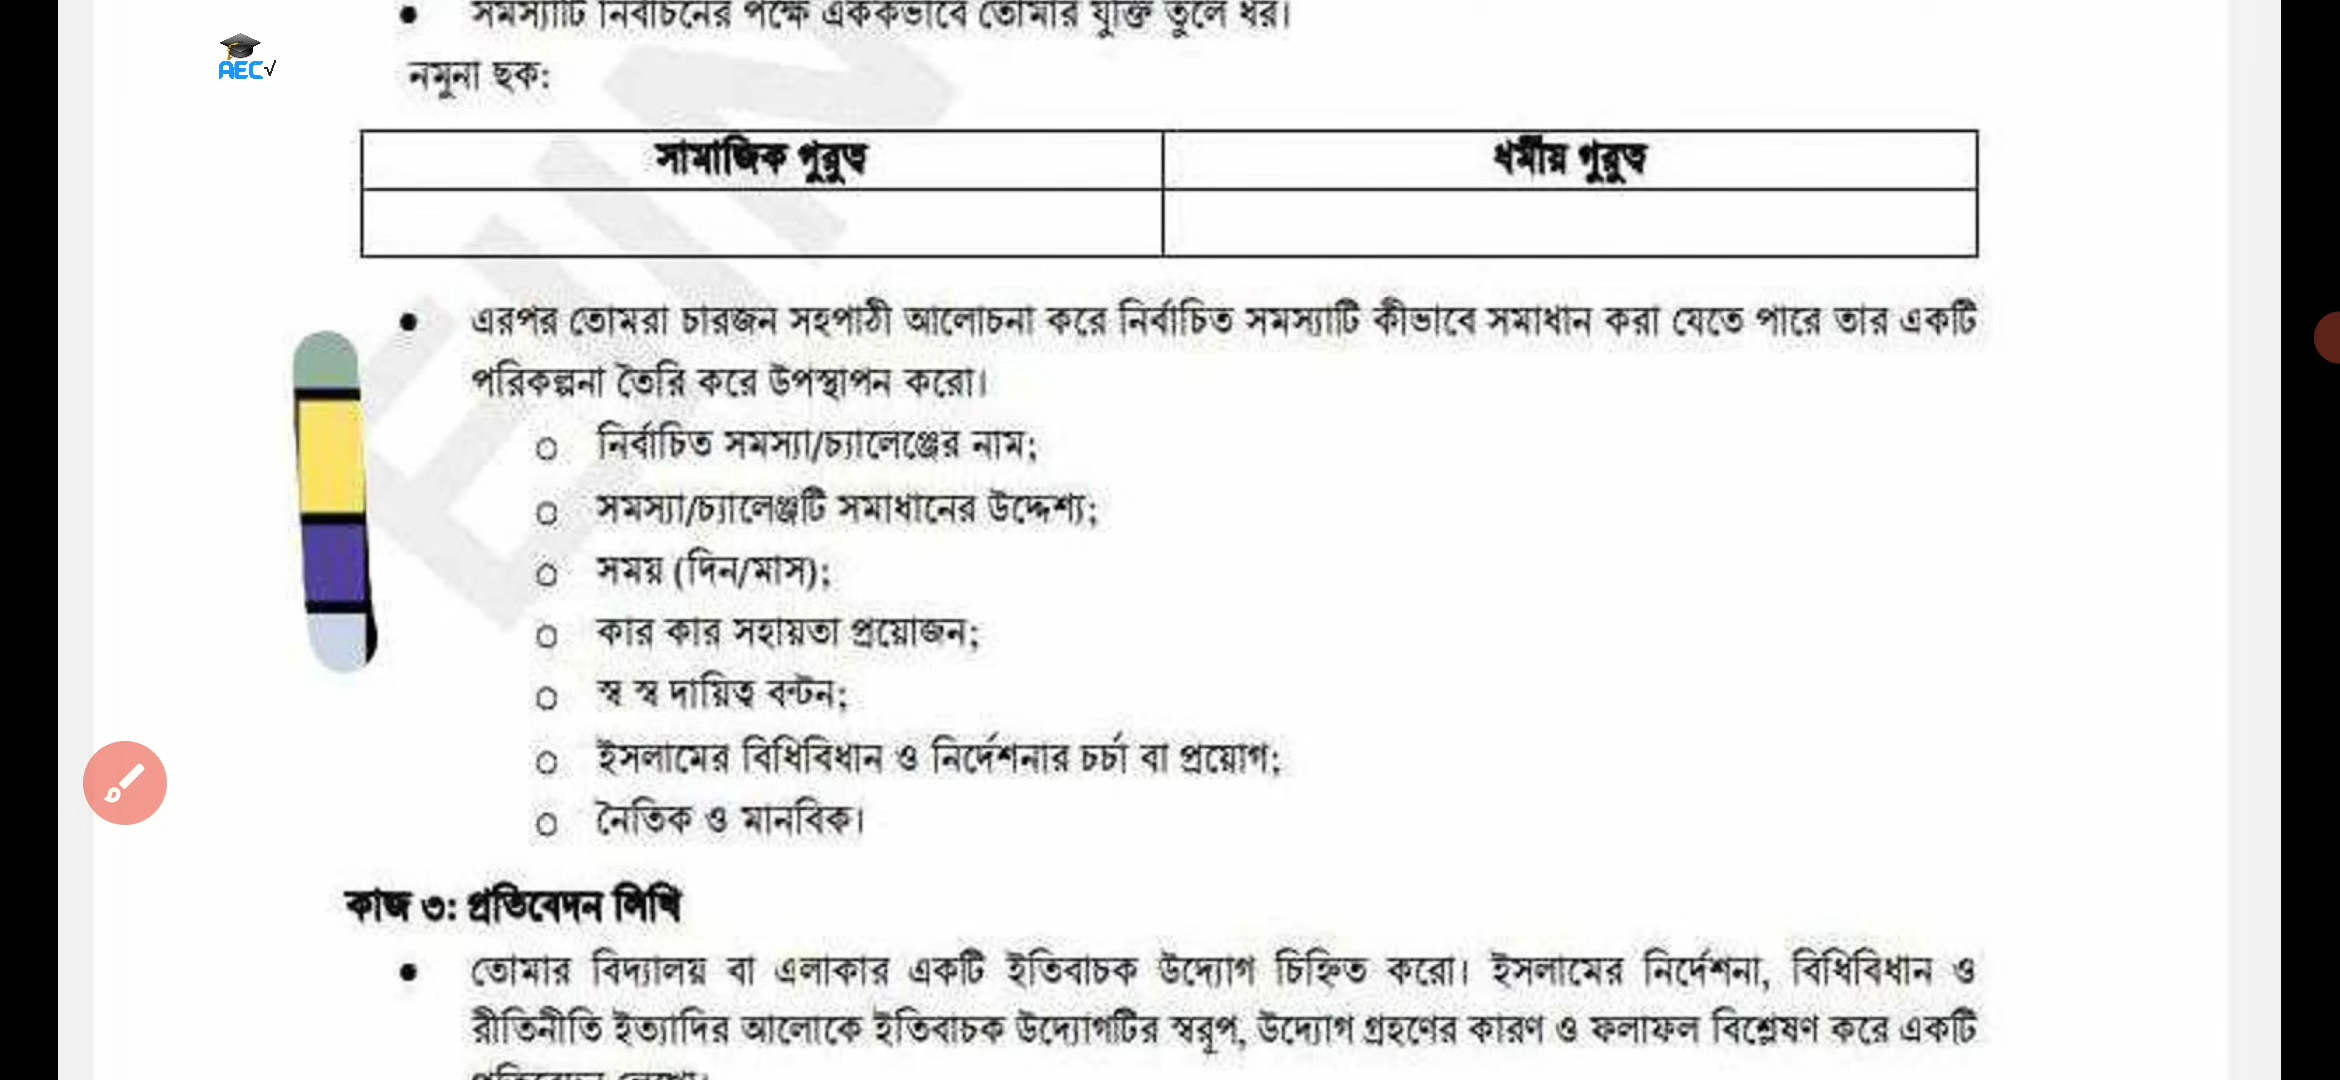 সমস্যাটি নির্বাচনের পক্ষে এককভাবে তোমার যুক্তি তুলে ধর।
AEC√
নমুনা ছক:
সামাজিক গুরুত্ব
ধর্মীয় গুরুত্ব
এরপর তোমরা চারজন সহপাঠী আলোচনা করে নির্বাচিত সমস্যাটি কীভাবে সমাধান করা যেতে পারে তার একটি
পরিকল্পনা তৈরি করে উপস্থাপন করো।
নির্বাচিত সমস্যা/চ্যালেঞ্জের নাম;
সমস্যা/চ্যালেঞ্জটি সমাধানের উদ্দেশ্য;
সময় (দিন/মাস);
কার কার সহায়তা প্রয়োজন;
স্ব স্ব দায়িত্ব বন্টন;
ইসলামের বিধিবিধান ও নির্দেশনার চর্চা বা প্রয়োগ;
নৈতিক ও মানবিক।
কাজ ৩: প্রতিবেদন লিখি
তোমার বিদ্যালয় বা এলাকার একটি ইতিবাচক উদ্যোগ চিহ্নিত করো। ইসলামের নির্দেশনা, বিধিবিধান ও
রীতিনীতি ইত্যাদির আলোকে ইতিবাচক উদ্যোগটির স্বরূপ, উদ্যোগ গ্রহণের কারণ ও ফলাফল বিশ্লেষণ করে একটি